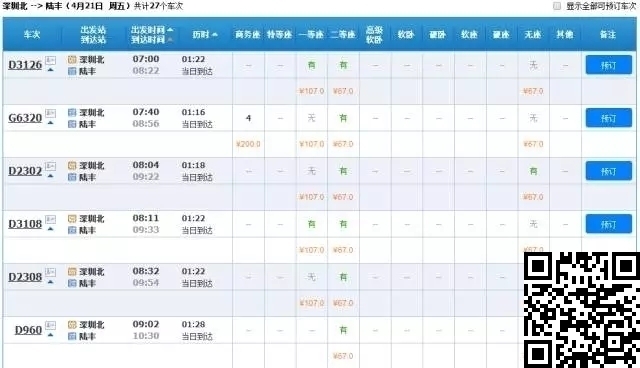 深圳北 --> 陆丰（4月21日 周五）共计27个车次 显示全部可预订车次
车次 出发站 到达站 出发时间 到达时间 历时 商务座 特等座 一等座 二等座 高级软卧 软卧 硬卧 软座 硬座 无座 其他 备注
D3126 深圳北 07:00 01:22 -- -- 有 有 -- -- -- -- -- 无 -- 预订
陆丰 08:22 当日到达
¥107.0 ¥67.0
G6320 深圳北 07:40 01:16 4 -- 无 有 -- -- -- -- -- -- -- 预订
陆丰 08:56 当日到达
¥200.0 ¥107.0 ¥67.0
D2302 深圳北 08:04 01:18 -- -- 无 有 -- -- -- -- -- 有 -- 预订
陆丰 09:22 当日到达
¥107.0 ¥67.0 ¥67.0
D3108 深圳北 08:11 01:22 -- -- 有 有 -- -- -- -- -- 无 -- 预订
陆丰 09:33 当日到达
¥107.0 ¥67.0
D2308 深圳北 08:32 01:22 -- -- 无 有 -- -- -- -- --
陆丰 09:54 当日到达
¥107.0 ¥67.0
D960 深圳北 09:02 01:28 -- -- -- 有 -- -- -- -- --
陆丰 10:30 当日到达
¥67.0